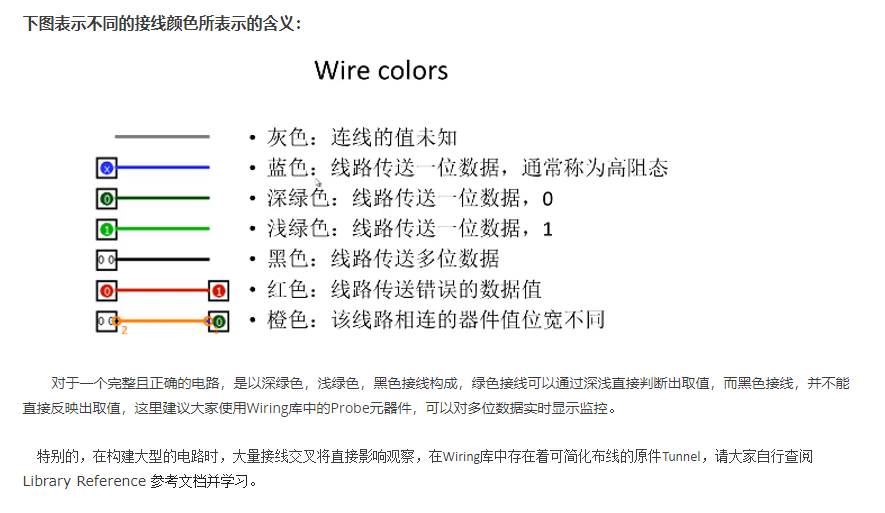 下图表示不同的接线颜色所表示的含义：
Wire colors
• 灰色：连线的值未知
x • 蓝色：线路传送一位数据，通常称为高阻态
0 • 深绿色：线路传送一位数据，0
1 • 浅绿色：线路传送一位数据，1
0 0 • 黑色：线路传送多位数据
0 1 • 红色：线路传送错误的数据值
0 0 2 0 • 橙色：该线路相连的器件值位宽不同
对于一个完整且正确的电路，是以深绿色，浅绿色，黑色接线构成，绿色接线可以通过深浅直接判断出取值，而黑色接线，并不能
直接反映出取值，这里建议大家使用Wiring库中的Probe元器件，可以对多位数据实时显示监控。
特别的，在构建大型的电路时，大量接线交叉将直接影响观察，在Wiring库中存在着可简化布线的原件Tunnel，请大家自行查阅
Library Reference 参考文档并学习。